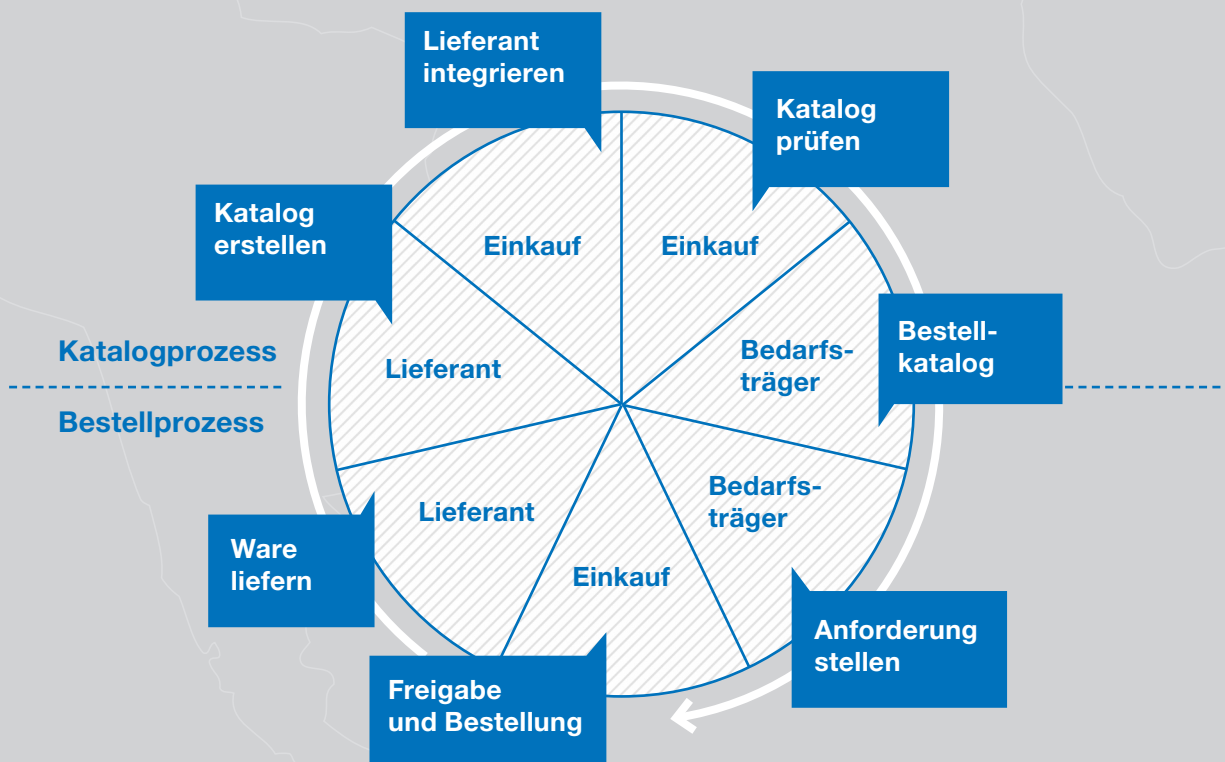 Lieferant
integrieren
Katalog
prüfen
Katalog
erstellen
Einkauf
Einkauf
Bestell-
katalog
Bedarfs-
träger
Lieferant
Katalogprozess
Bestellprozess
Bedarfs-
träger
Lieferant
Einkauf
Ware
liefern
Anforderung
stellen
Freigabe
und Bestellung